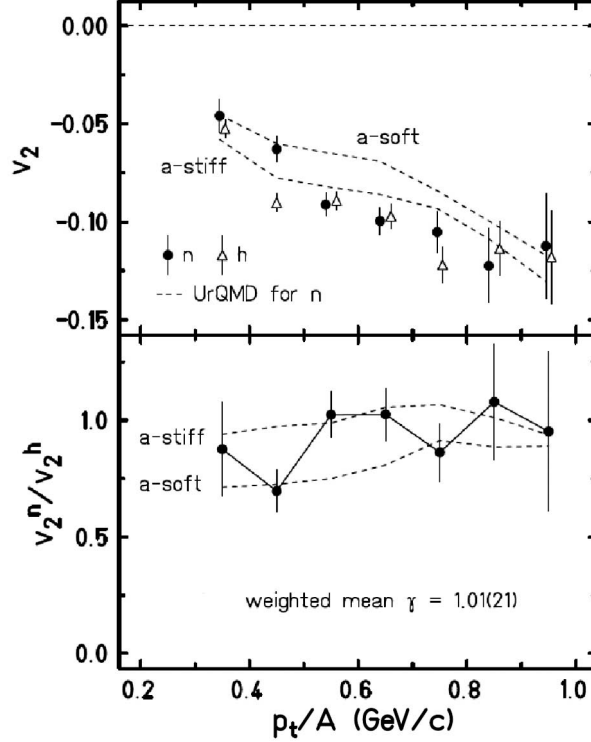 0.00
−0.05
−0.10
−0.15
v2
a-soft
a-stiff
n h
UrQMD for n
1.0
0.5
0.0
v2^n/v2^h
a-stiff
a-soft
weighted mean γ = 1.01(21)
0.2 0.4 0.6 0.8 1.0
pt/A (GeV/c)